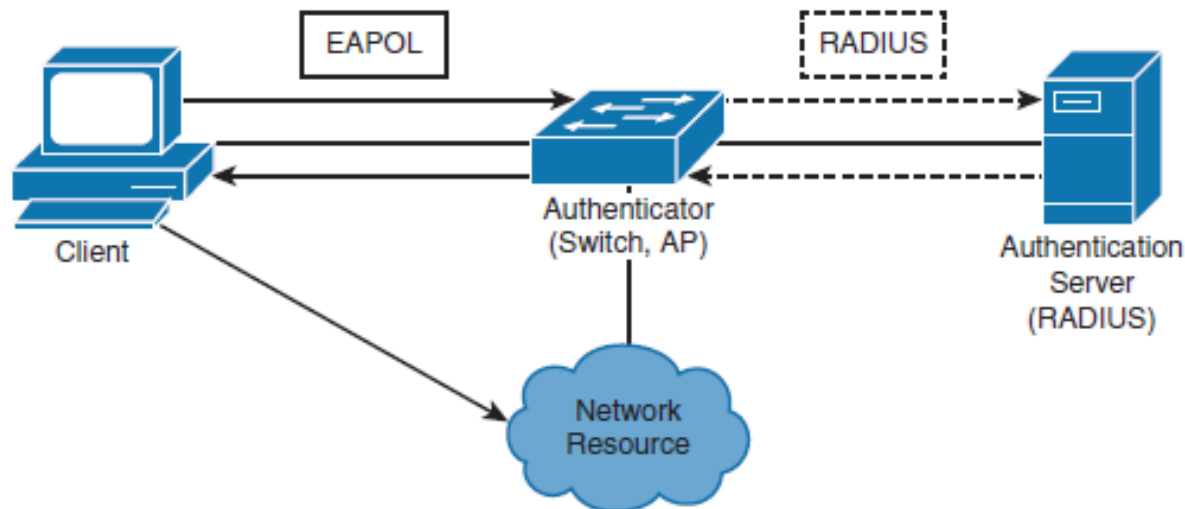 EAPOL
RADIUS
Client
Authenticator
(Switch, AP)
Authentication
Server
(RADIUS)
Network
Resource